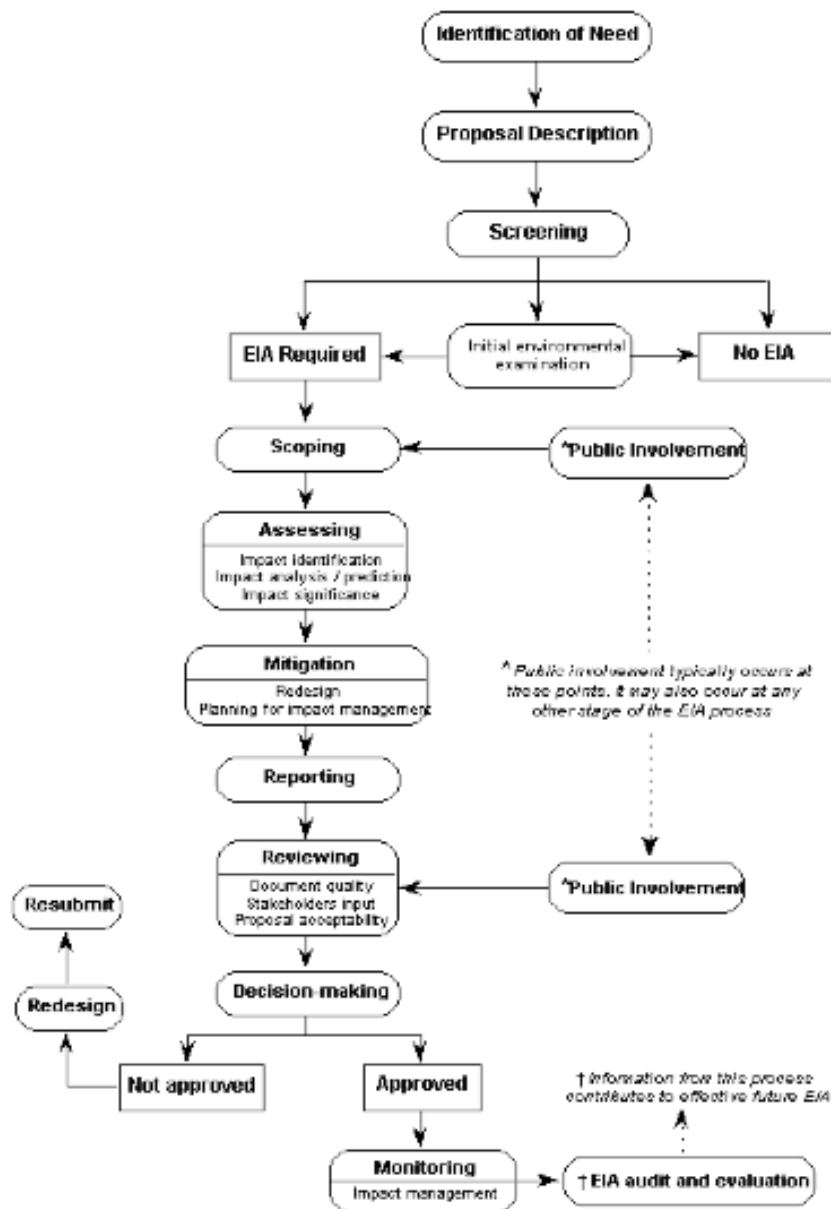 Identification of Need
Proposal Description
Screening
EIA Required
Initial environmental
examination
No EIA
Scoping
^Public Involvement
Assessing
Impact identification
Impact analysis / prediction
Impact significance
Mitigation
Redesign
Planning for impact management
^ Public involvement typically occurs at
these points. It may also occur at any
other stage of the EIA process
Reporting
Reviewing
Document quality
Stakeholders input
Proposal acceptability
^Public Involvement
Resubmit
Redesign
Decision-making
Not approved
Approved
† Information from this process
contributes to effective future EIA
Monitoring
Impact management
† EIA audit and evaluation